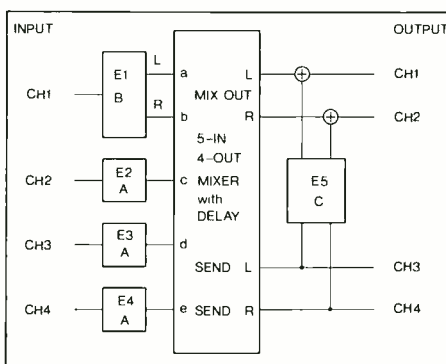 INPUT
OUTPUT
L
E1
B
R
CH1
a
L
CH1
MIX OUT
b
R
CH2
5-IN
4-OUT
CH2
E2
A
c
MIXER
with
DELAY
E5
C
CH3
E3
A
d
SEND
L
CH3
CH4
E4
A
e
SEND
R
CH4